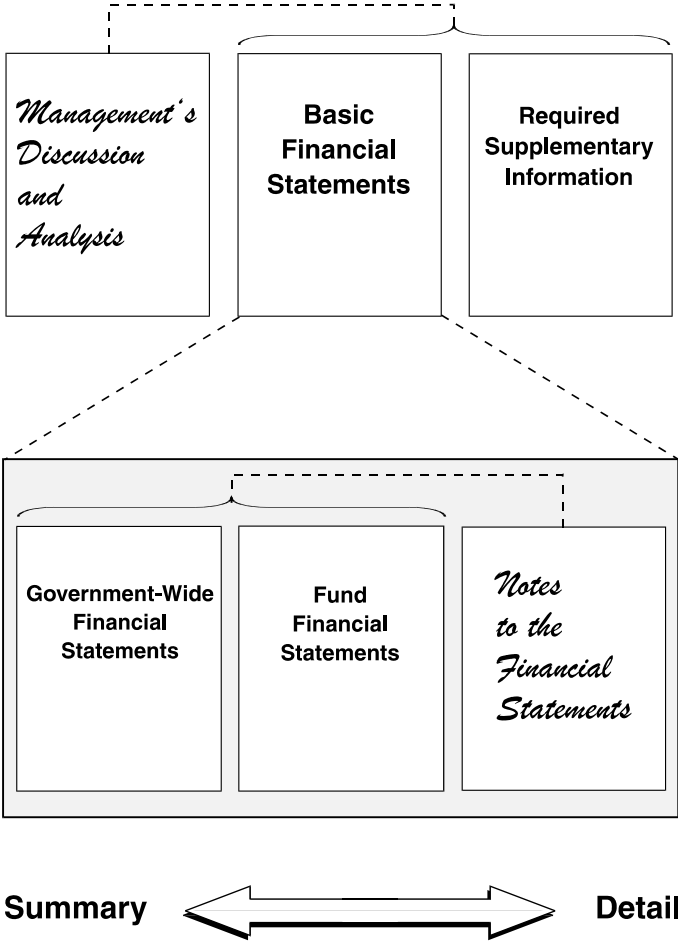 Management's
Discussion
and
Analysis
Basic
Financial
Statements
Required
Supplementary
Information
Government-Wide
Financial
Statements
Fund
Financial
Statements
Notes
to the
Financial
Statements
Summary
Detail